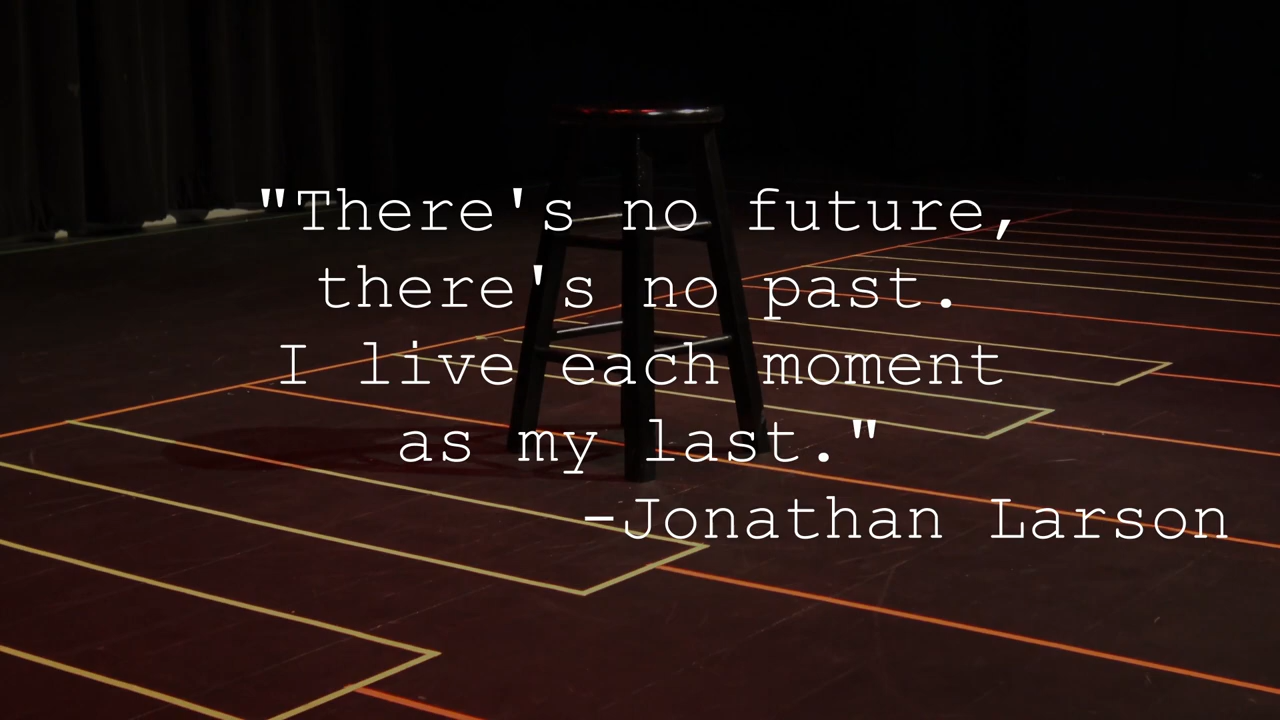 "There's no future,
there's no past.
I live each moment
as my last."
-Jonathan Larson